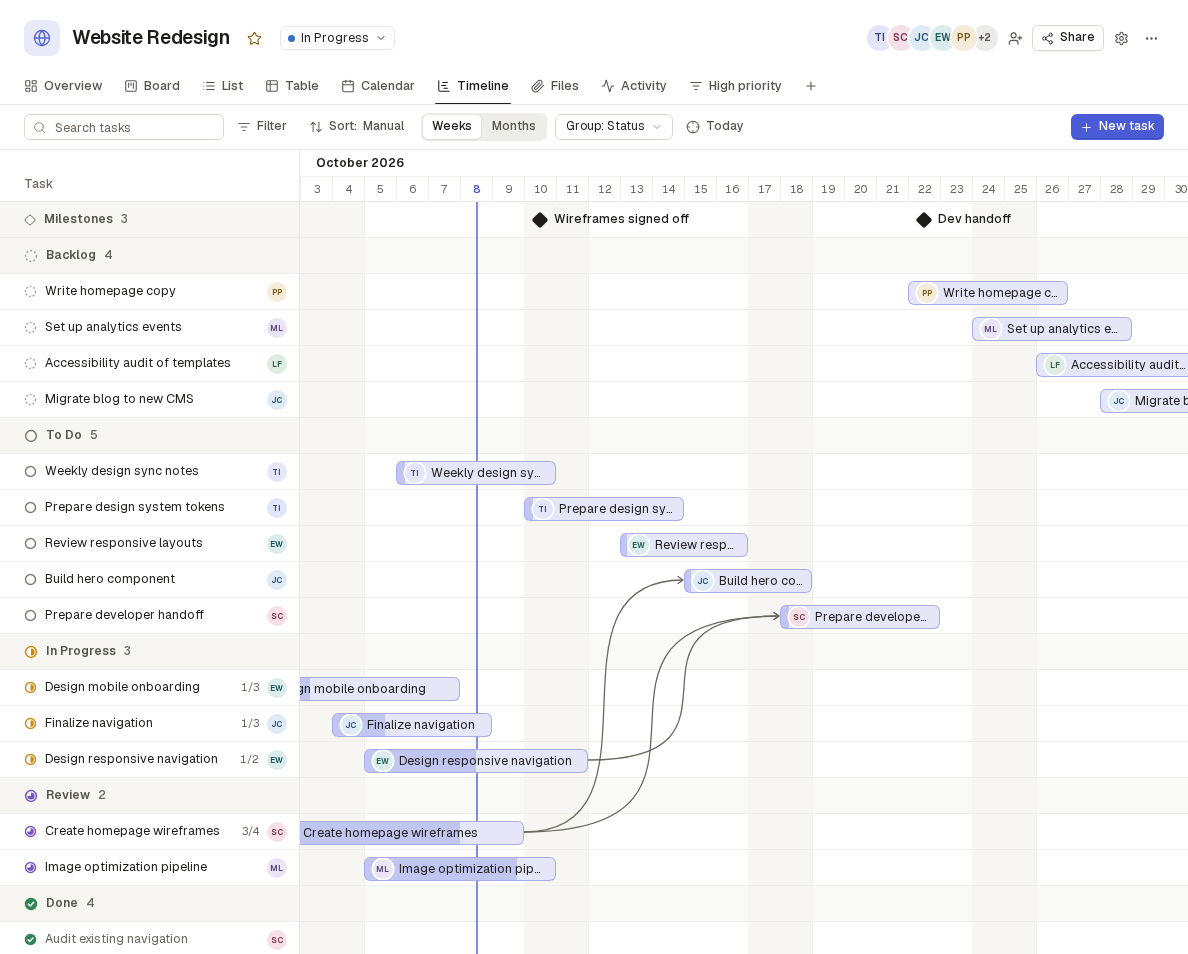 Website Redesign
In Progress
TI SC JC EW PP +2
Share
Overview Board List Table Calendar Timeline Files Activity High priority
Search tasks
Filter
Sort: Manual
Weeks Months
Group: Status
Today
New task
Task
October 2026
3 4 5 6 7 8 9 10 11 12 13 14 15 16 17 18 19 20 21 22 23 24 25 26 27 28 29 30
Milestones 3
Wireframes signed off
Dev handoff
Backlog 4
Write homepage copy PP
PP Write homepage c…
Set up analytics events ML
ML Set up analytics e…
Accessibility audit of templates LF
LF Accessibility audit…
Migrate blog to new CMS JC
JC Migrate b
To Do 5
Weekly design sync notes TI
TI Weekly design sy…
Prepare design system tokens TI
TI Prepare design sy…
Review responsive layouts EW
EW Review resp…
Build hero component JC
JC Build hero co…
Prepare developer handoff SC
SC Prepare develope…
In Progress 3
Design mobile onboarding 1/3 EW
gn mobile onboarding
Finalize navigation 1/3 JC
JC Finalize navigation
Design responsive navigation 1/2 EW
EW Design responsive navigation
Review 2
Create homepage wireframes 3/4 SC
Create homepage wireframes
Image optimization pipeline ML
ML Image optimization pip…
Done 4
Audit existing navigation SC